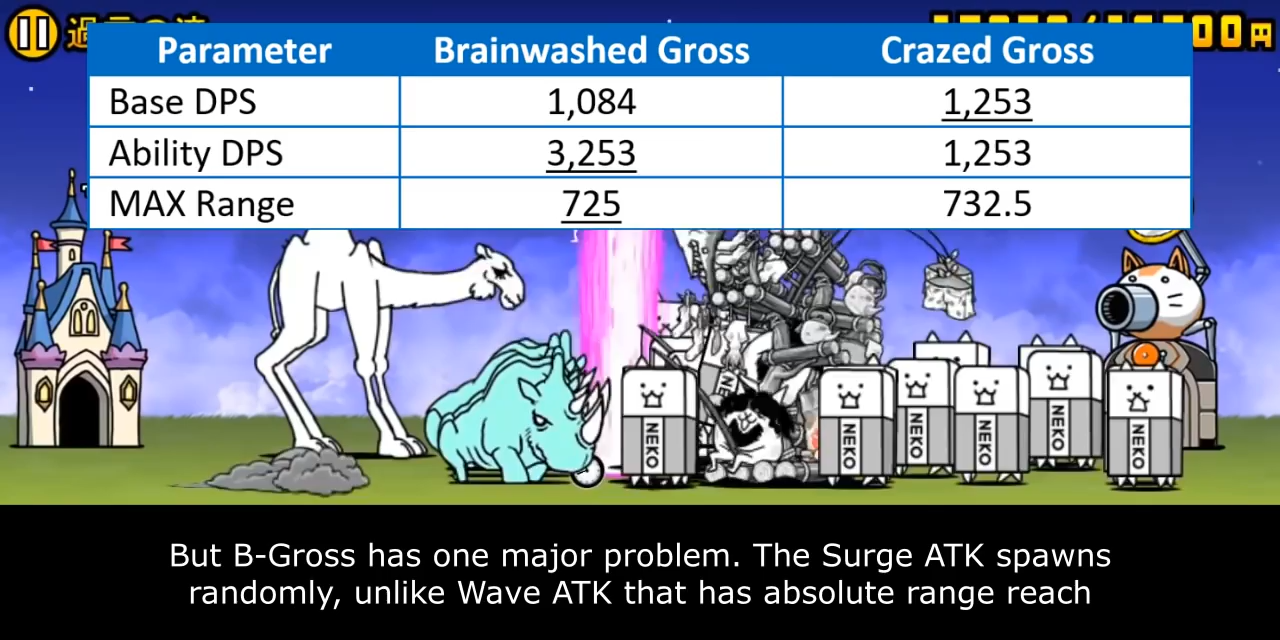 Parameter Brainwashed Gross Crazed Gross
Base DPS 1,084 1,253
Ability DPS 3,253 1,253
MAX Range 725 732.5
NEKO NEKO NEKO NEKO NEKO NEKO
But B-Gross has one major problem. The Surge ATK spawns
randomly, unlike Wave ATK that has absolute range reach